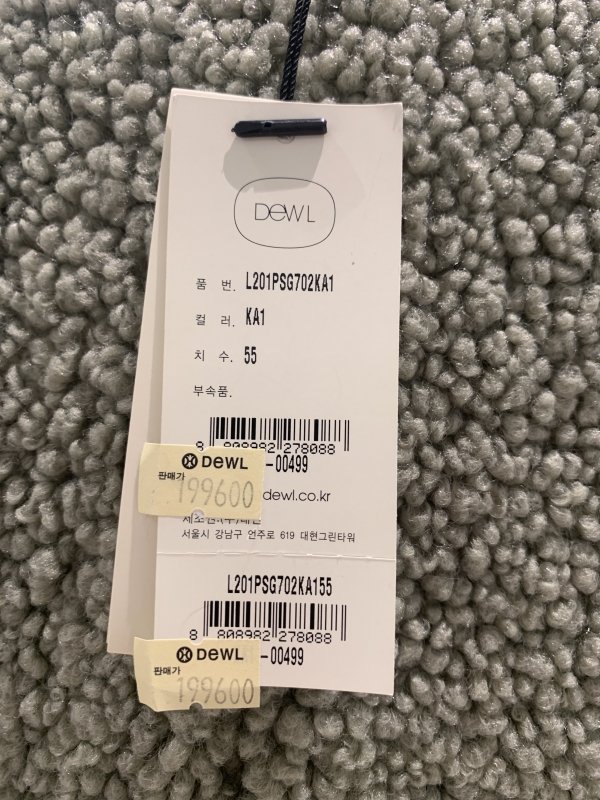 DEWL
품 번. L201PSG702KA1
컬 러. KA1
치 수. 55
부속품.
8 808982 278088
-00499
DEWL
판매가
199600
dewl.co.kr
서울시 강남구 언주로 619 대현그린타워
L201PSG702KA155
8 808982 278088
-00499
DEWL
판매가
199600